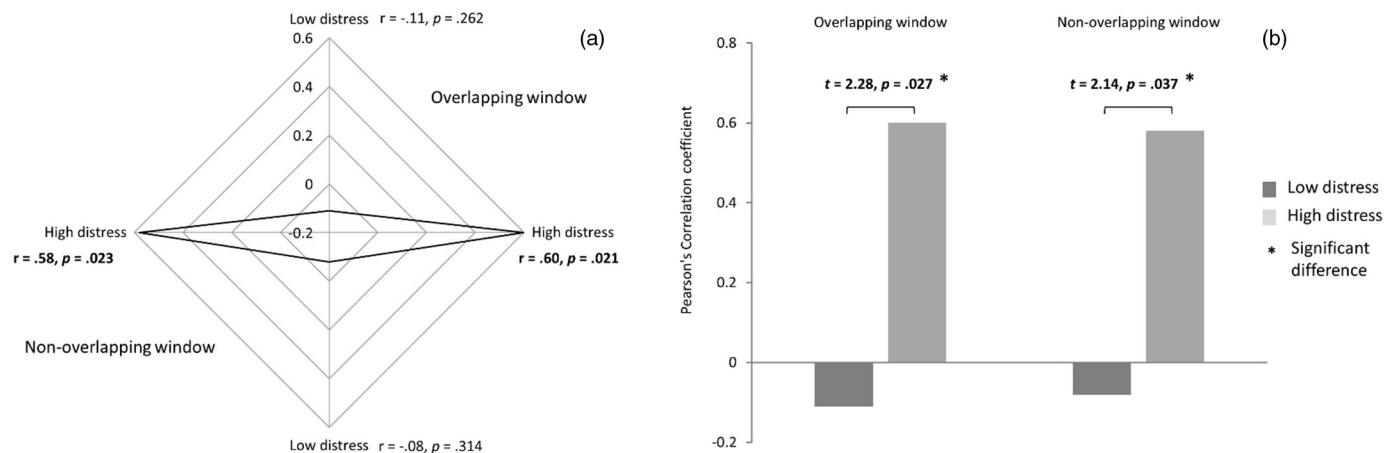 Low distress r = -.11, p = .262
0.6
(a)
0.4
Overlapping window
0.2
0
High distress
-0.2
High distress
r = .58, p = .023
r = .60, p = .021
Non-overlapping window
Low distress r = -.08, p = .314
Overlapping window
Non-overlapping window
(b)
0.8
t = 2.28, p = .027 *
t = 2.14, p = .037 *
0.6
0.4
0.2
0
-0.2
Pearson's Correlation coefficient
Low distress
High distress
* Significant
difference